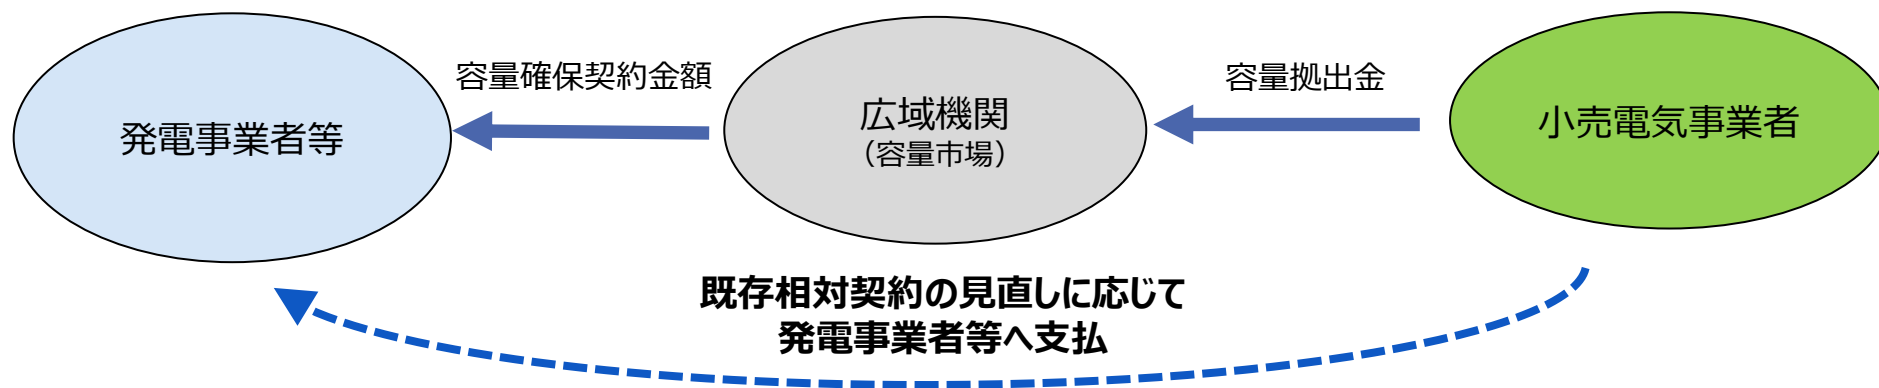 容量確保契約金額
容量拠出金
発電事業者等
広域機関
（容量市場）
小売電気事業者
既存相対契約の見直しに応じて
発電事業者等へ支払